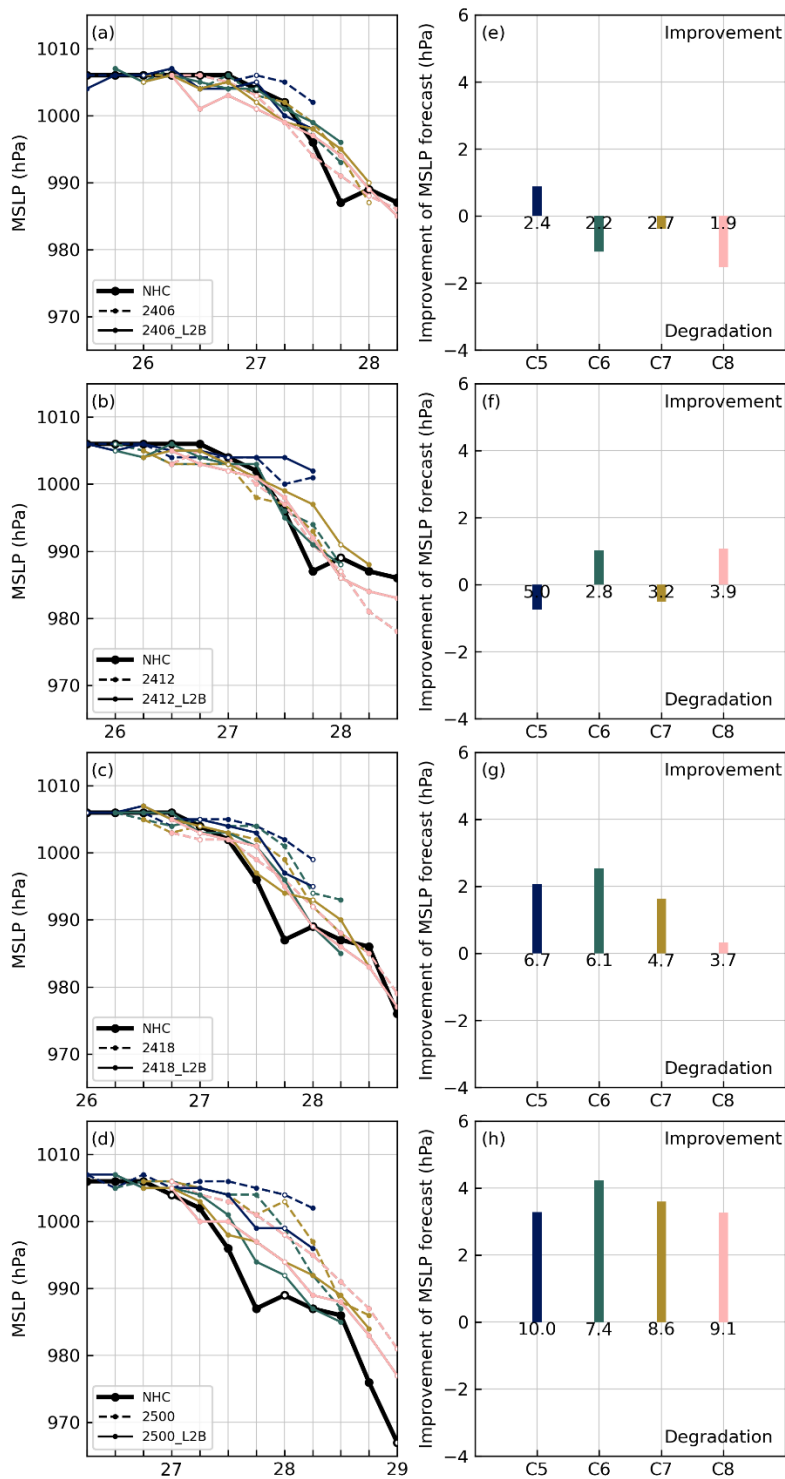 (a)
1010
1000
990
980
970
MSLP (hPa)
NHC
2406
2406_L2B
26 27 28
(e) Improvement
6
4
2
0
−2
−4
Improvement of MSLP forecast (hPa)
2.4 2.2 2.7 1.9
Degradation
C5 C6 C7 C8
(b)
1010
1000
990
980
970
MSLP (hPa)
NHC
2412
2412_L2B
26 27 28
(f) Improvement
6
4
2
0
−2
−4
Improvement of MSLP forecast (hPa)
5.0 2.8 3.2 3.9
Degradation
C5 C6 C7 C8
(c)
1010
1000
990
980
970
MSLP (hPa)
NHC
2418
2418_L2B
26 27 28
(g) Improvement
6
4
2
0
−2
−4
Improvement of MSLP forecast (hPa)
6.7 6.1 4.7 3.7
Degradation
C5 C6 C7 C8
(d)
1010
1000
990
980
970
MSLP (hPa)
NHC
2500
2500_L2B
27 28 29
(h) Improvement
6
4
2
0
−2
−4
Improvement of MSLP forecast (hPa)
10.0 7.4 8.6 9.1
Degradation
C5 C6 C7 C8